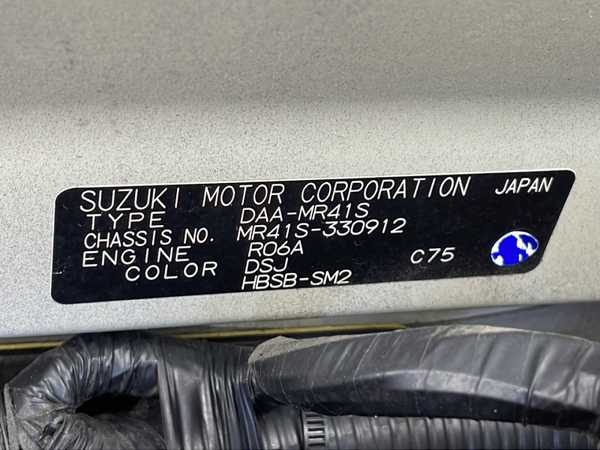 SUZUKI MOTOR CORPORATION JAPAN
TYPE DAA-MR41S
CHASSIS NO. MR41S-330912
ENGINE R06A
COLOR DSJ C75
HBSB-SM2